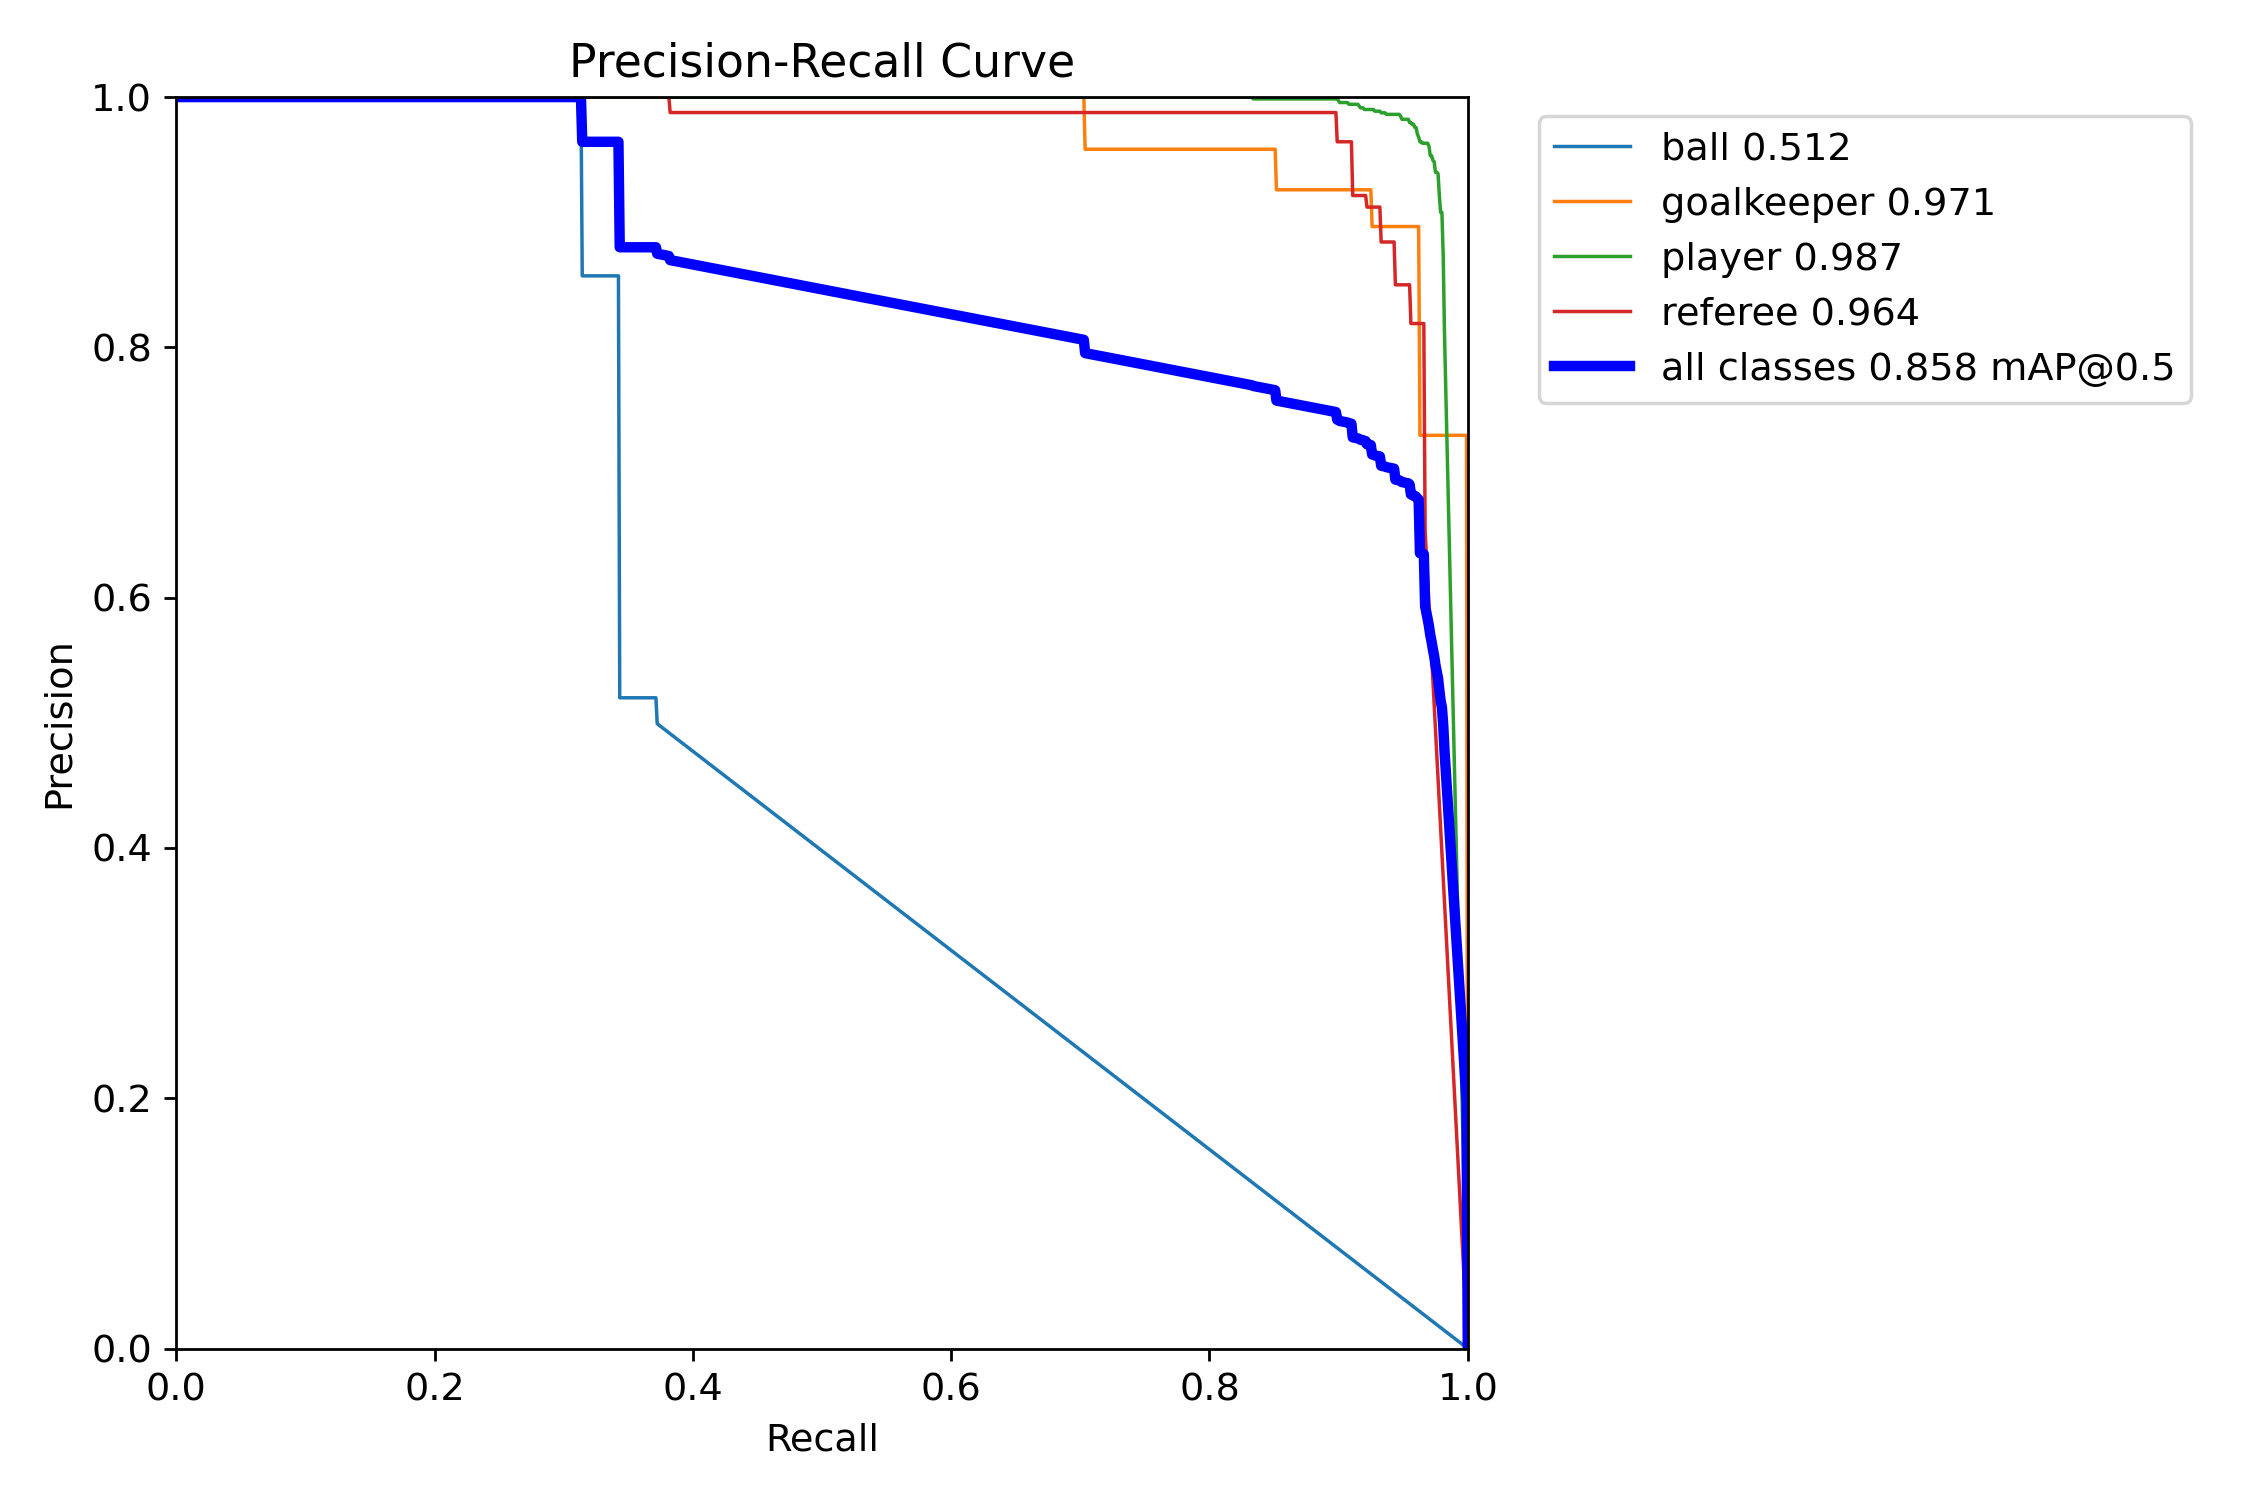 Precision-Recall Curve
1.0
0.8
0.6
0.4
0.2
0.0
Precision
0.0 0.2 0.4 0.6 0.8 1.0
Recall
ball 0.512
goalkeeper 0.971
player 0.987
referee 0.964
all classes 0.858 mAP@0.5